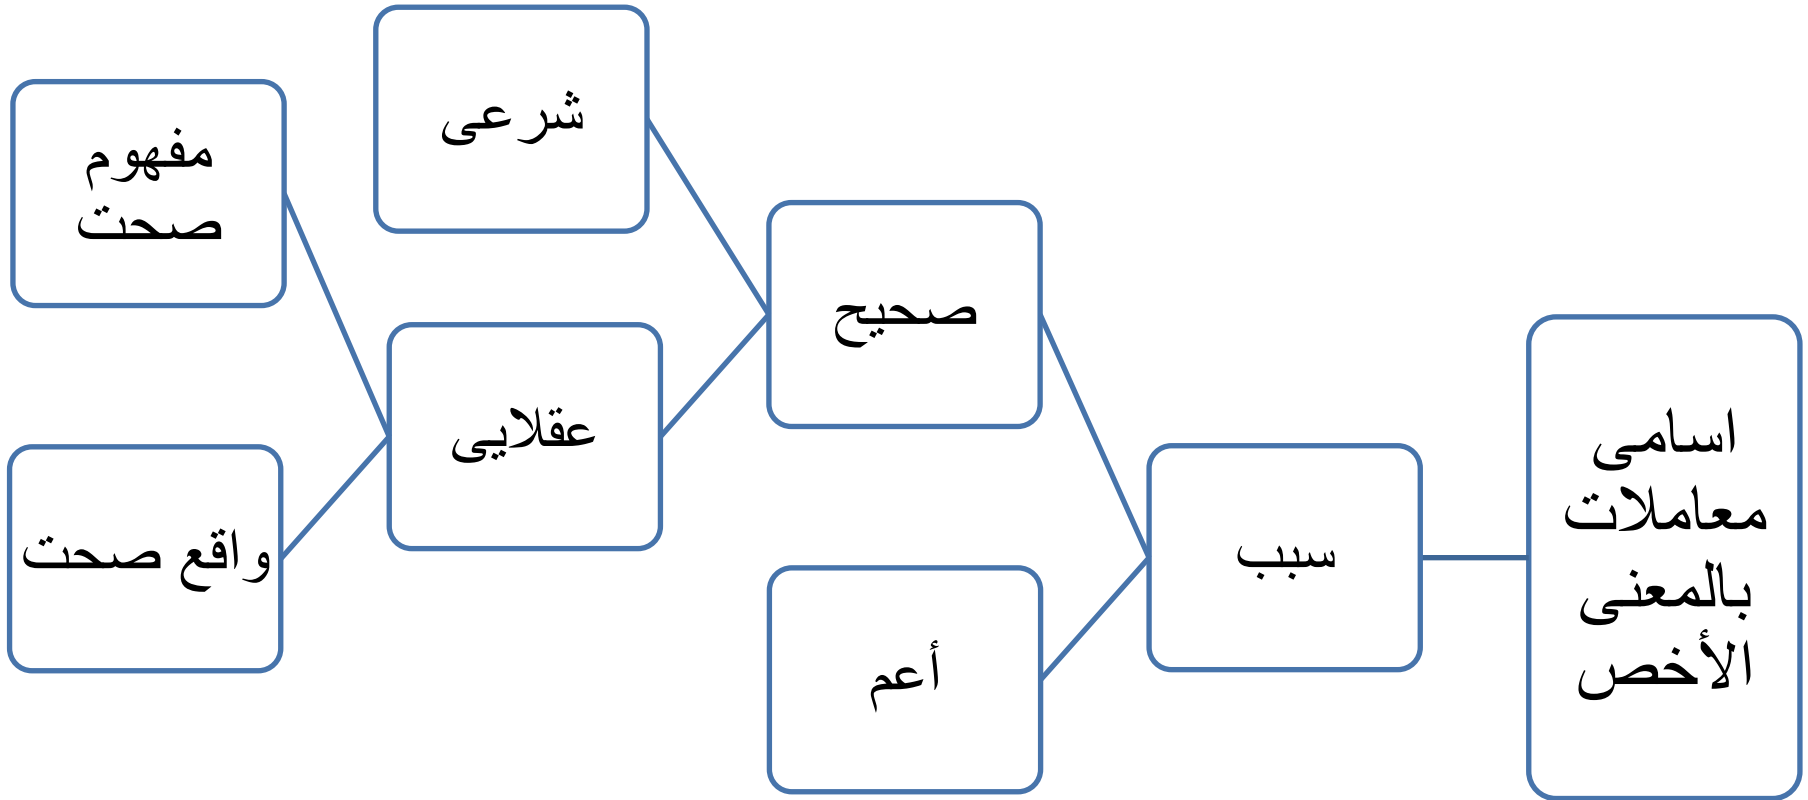 اسامی
معاملات
بالمعنی
الأخص
سبب
صحیح
أعم
شرعی
عقلایی
مفهوم
صحت
واقع صحت